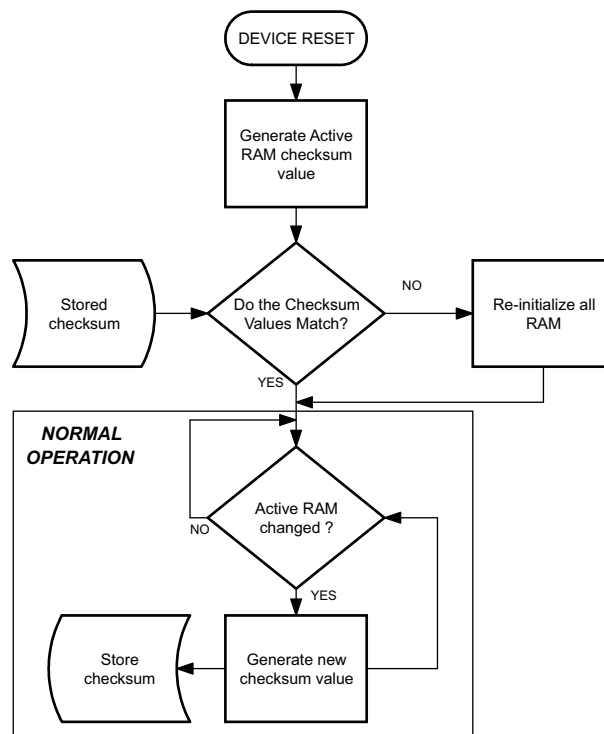 DEVICE RESET
Generate Active
RAM checksum
value
Stored
checksum
Do the Checksum
Values Match?
NO
Re-initialize all
RAM
YES
NORMAL
OPERATION
Active RAM
changed ?
NO
YES
Store
checksum
Generate new
checksum value